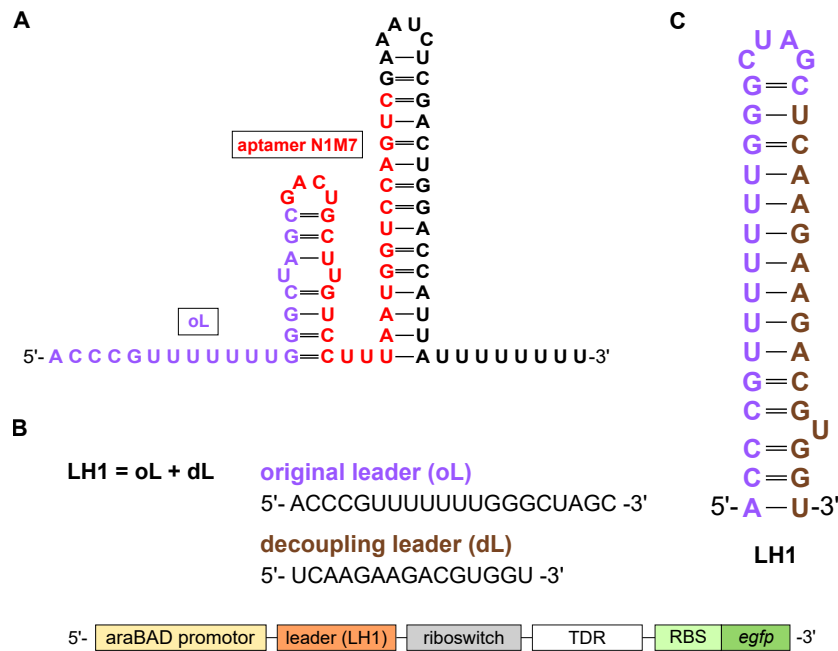 A
A U
A C
A U
G C
C G
U A
G C
aptamer N1M7
A U
C G
A C
G U
C G
C G
U A
G C
G C
A U
G C
U U
U A
C G
oL
G U
A U
G C
A U
5'- A C C C G U U U U U U U G C U U U U A U U U U U U U U -3'
B
LH1 = oL + dL
original leader (oL)
5'- ACCCGUUUUUUUGGGCUAGC -3'
decoupling leader (dL)
5'- UCAAGAAGACGUGGU -3'
C
U A
C G
G C
G U
G C
U A
U A
U G
U A
U A
U G
U A
G C
C G
U
C G
C G
5'- A U -3'
LH1
5'- araBAD promotor leader (LH1) riboswitch TDR RBS egfp -3'